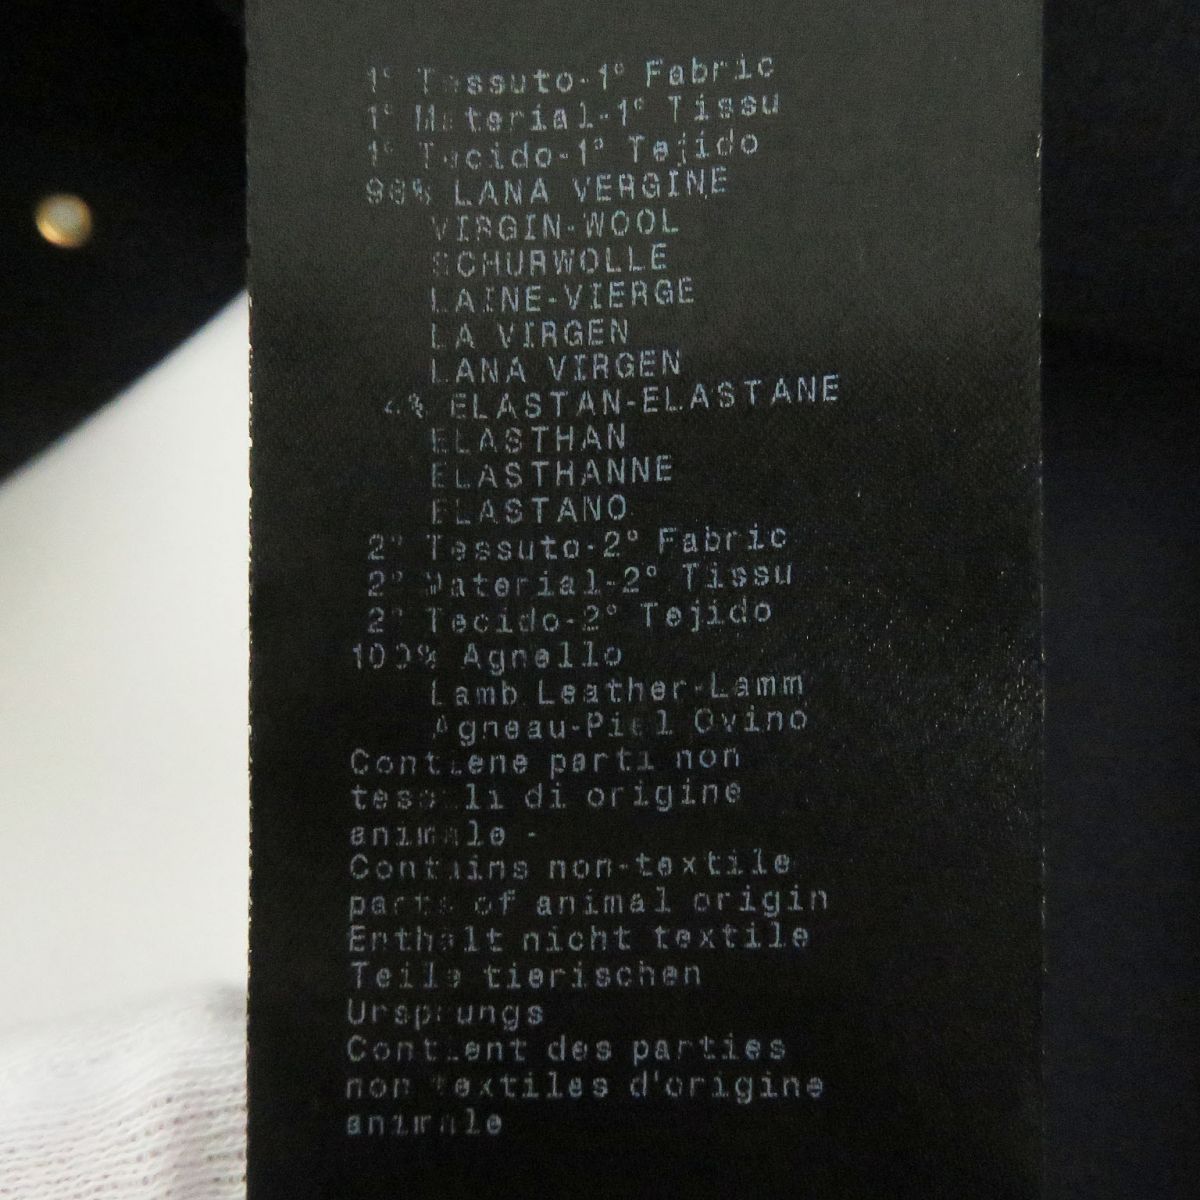 1° Tessuto-1° Fabric
1° Material-1° Tissu
1° Tecido-1° Tejido
96% LANA VERGINE
VIRGIN-WOOL
SCHURWOLLE
LAINE-VIERGE
LA VIRGEN
LANA VIRGEN
4% ELASTAN-ELASTANE
ELASTHAN
ELASTHANNE
ELASTANO
2° Tessuto-2° Fabric
2° Material-2° Tissu
2° Tecido-2° Tejido
100% Agnello
Lamb Leather-Lamm
Agneau-Piel Ovino
Contiene parti non
tessili di origine
animale -
Contains non-textile
parts of animal origin
Enthalt nicht textile
Teile tierischen
Ursprungs
Contient des parties
non textiles d'origine
animale